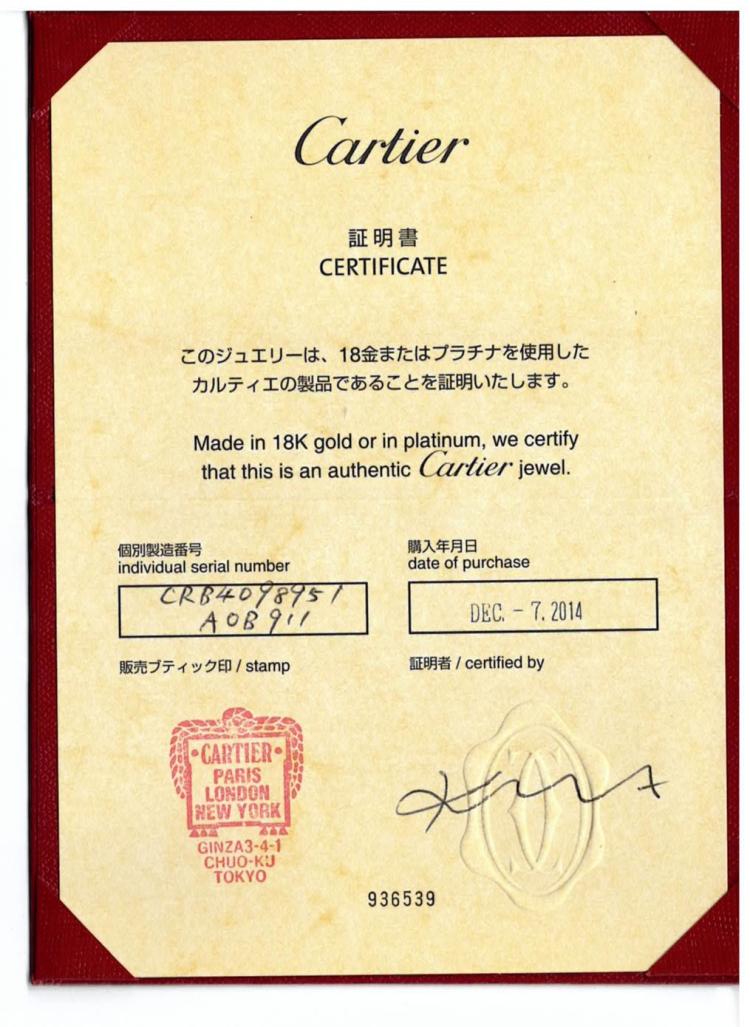 Cartier
証明書
CERTIFICATE
このジュエリーは、18金またはプラチナを使用した
カルティエの製品であることを証明いたします。
Made in 18K gold or in platinum, we certify
that this is an authentic Cartier jewel.
個別製造番号
individual serial number
CRB4098951
AOB911
購入年月日
date of purchase
DEC. - 7. 2014
販売ブティック印 / stamp
証明者 / certified by
・CARTIER・
PARIS
LONDON
NEW YORK
GINZA3-4-1
CHUO-KU
TOKYO
936539